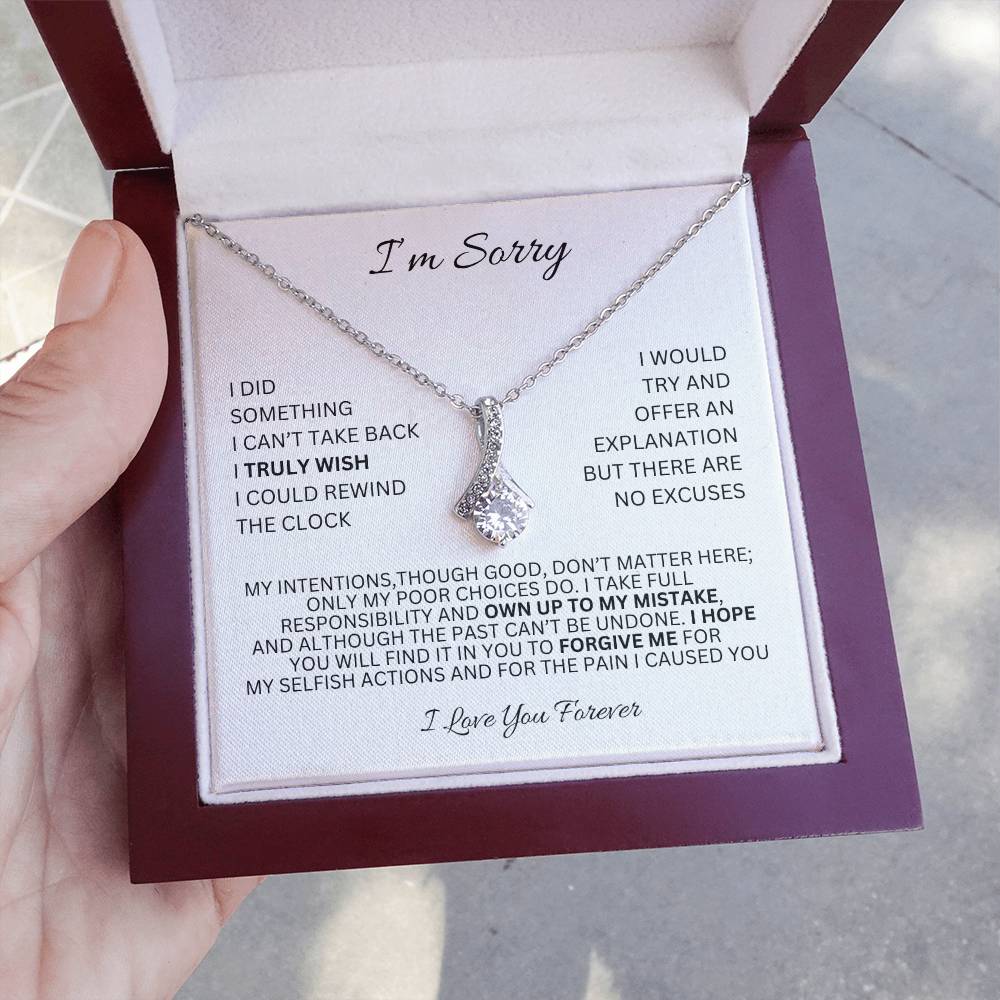 I'm Sorry
I DID
SOMETHING
I CAN'T TAKE BACK
I TRULY WISH
I COULD REWIND
THE CLOCK
I WOULD
TRY AND
OFFER AN
EXPLANATION
BUT THERE ARE
NO EXCUSES
MY INTENTIONS,THOUGH GOOD, DON'T MATTER HERE;
ONLY MY POOR CHOICES DO. I TAKE FULL
RESPONSIBILITY AND OWN UP TO MY MISTAKE,
AND ALTHOUGH THE PAST CAN'T BE UNDONE. I HOPE
YOU WILL FIND IT IN YOU TO FORGIVE ME FOR
MY SELFISH ACTIONS AND FOR THE PAIN I CAUSED YOU
I Love You Forever